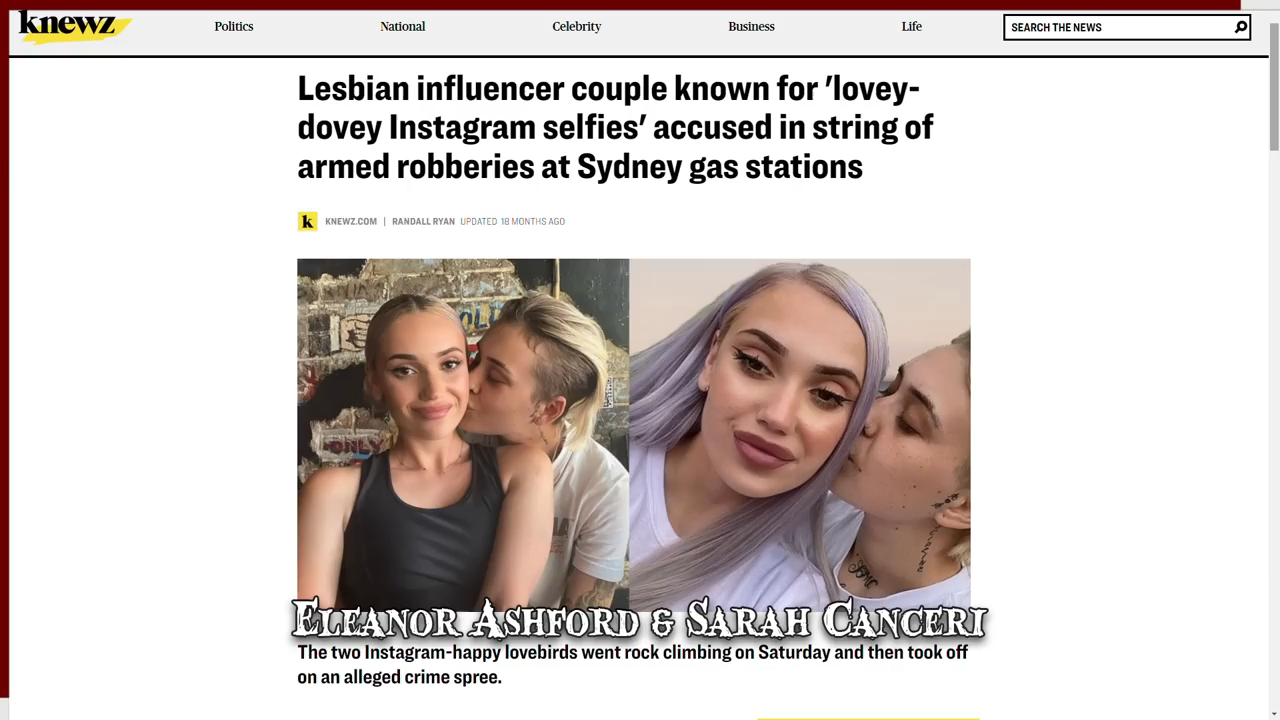 knewz
Politics
National
Celebrity
Business
Life
SEARCH THE NEWS
Lesbian influencer couple known for 'lovey-
dovey Instagram selfies' accused in string of
armed robberies at Sydney gas stations
k KNEWZ.COM | RANDALL RYAN UPDATED 18 MONTHS AGO
ONLY
ELEANOR ASHFORD & SARAH CANCERI
The two Instagram-happy lovebirds went rock climbing on Saturday and then took off
on an alleged crime spree.